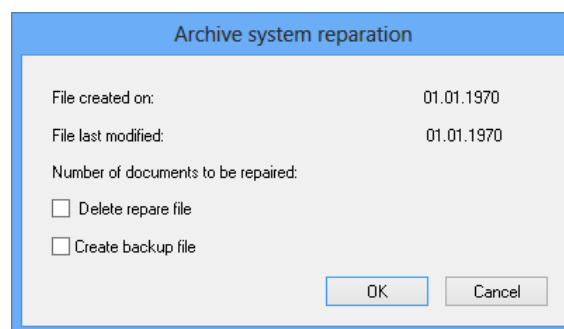 Archive system reparation
File created on: 01.01.1970
File last modified: 01.01.1970
Number of documents to be repaired:
Delete repare file
Create backup file
OK Cancel